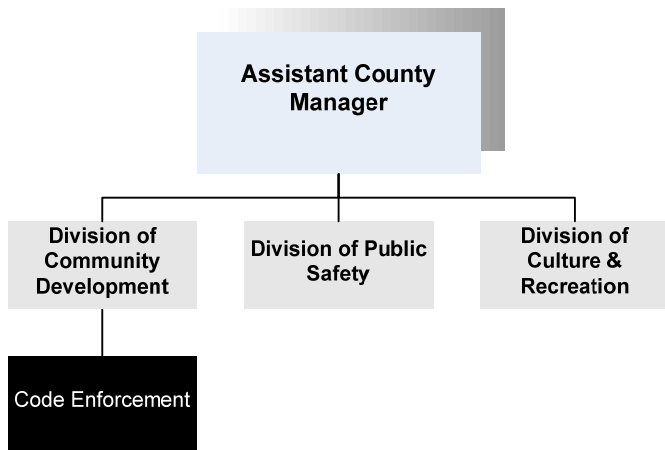 Assistant County
Manager
Division of
Community
Development
Division of Public
Safety
Division of
Culture &
Recreation
Code Enforcement